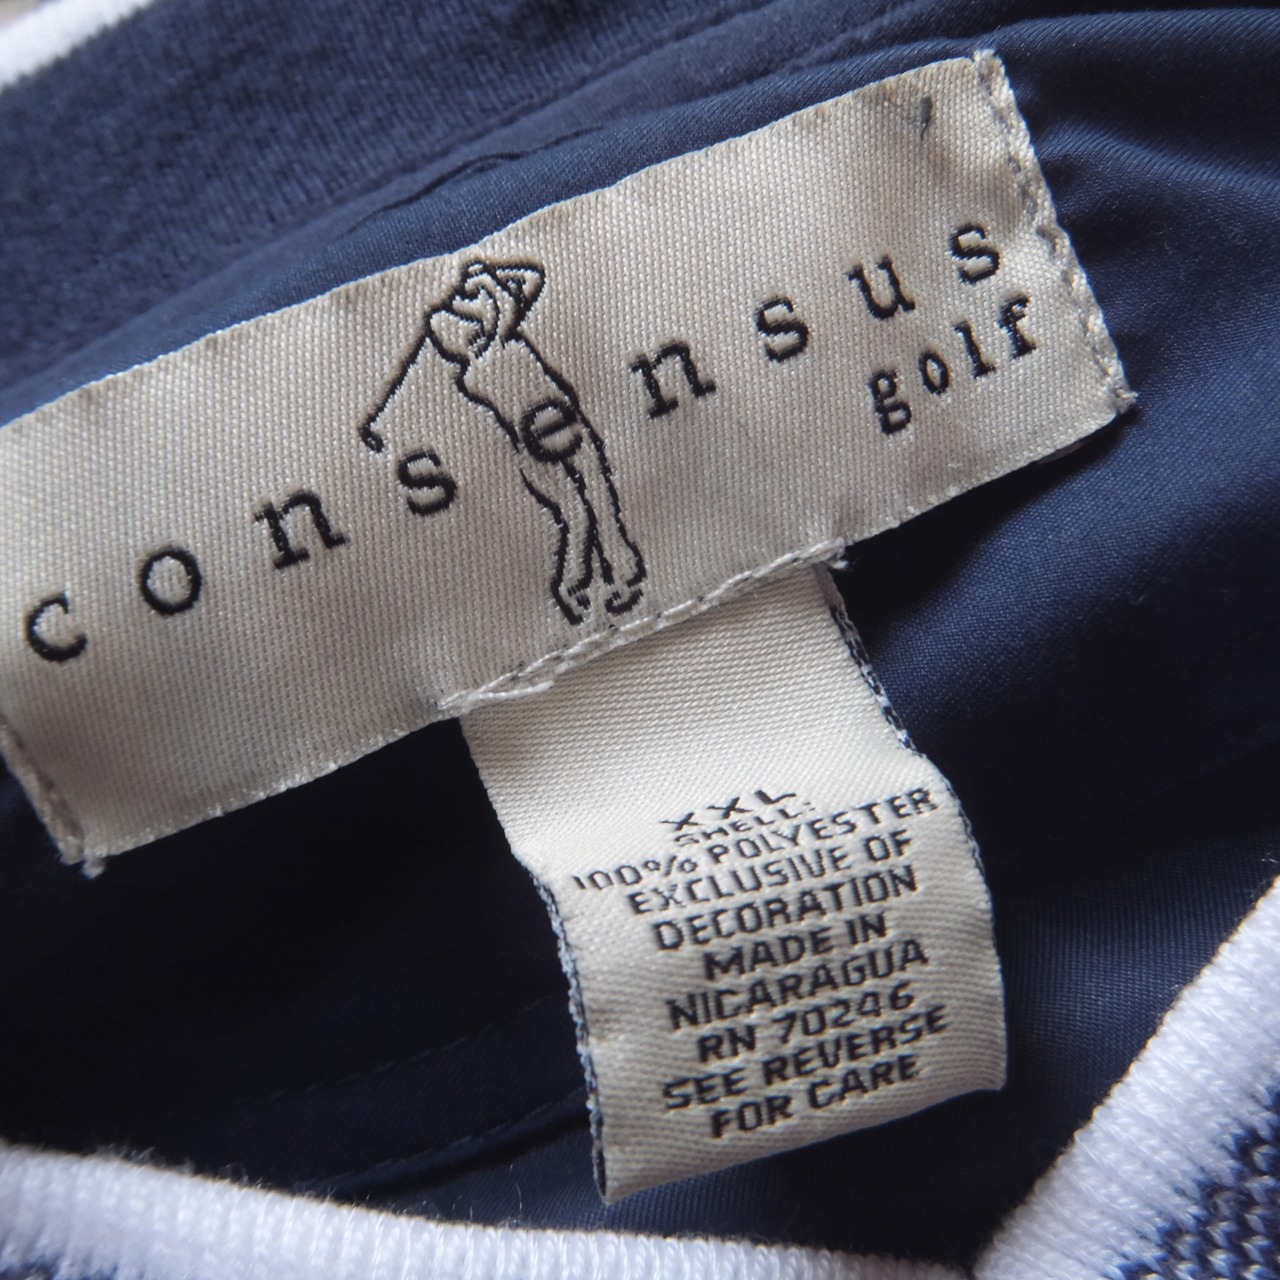 consensus
golf
XXL
SHELL:
100% POLYESTER
EXCLUSIVE OF
DECORATION
MADE IN
NICARAGUA
RN 70246
SEE REVERSE
FOR CARE